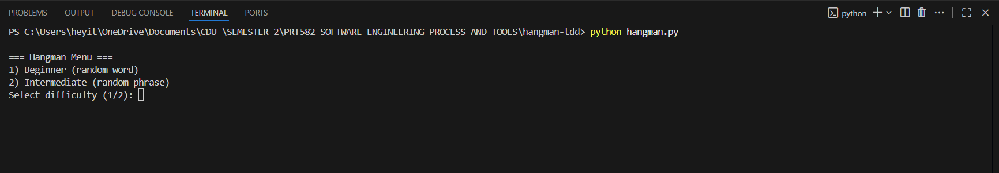 PROBLEMS OUTPUT DEBUG CONSOLE TERMINAL PORTS python
PS C:\Users\heyit\OneDrive\Documents\CDU_\SEMESTER 2\PRT582 SOFTWARE ENGINEERING PROCESS AND TOOLS\hangman-tdd> python hangman.py
=== Hangman Menu ===
1) Beginner (random word)
2) Intermediate (random phrase)
Select difficulty (1/2):